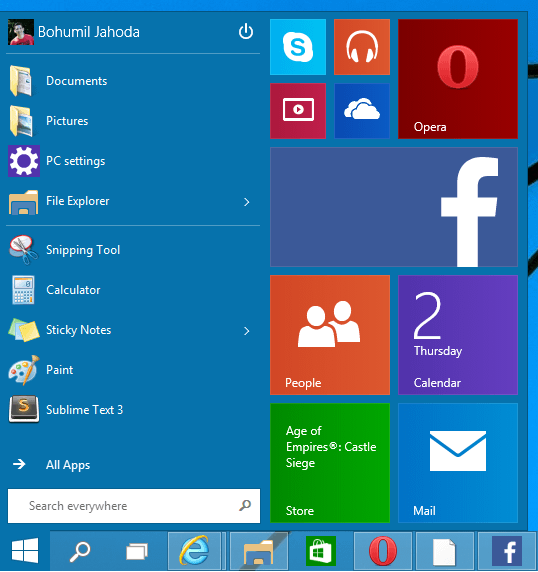 Bohumil Jahoda
Documents
Pictures
PC settings
File Explorer
Snipping Tool
Calculator
Sticky Notes
Paint
Sublime Text 3
All Apps
Search everywhere
Opera
People
2
Thursday
Calendar
Age of
Empires®: Castle
Siege
Store
Mail